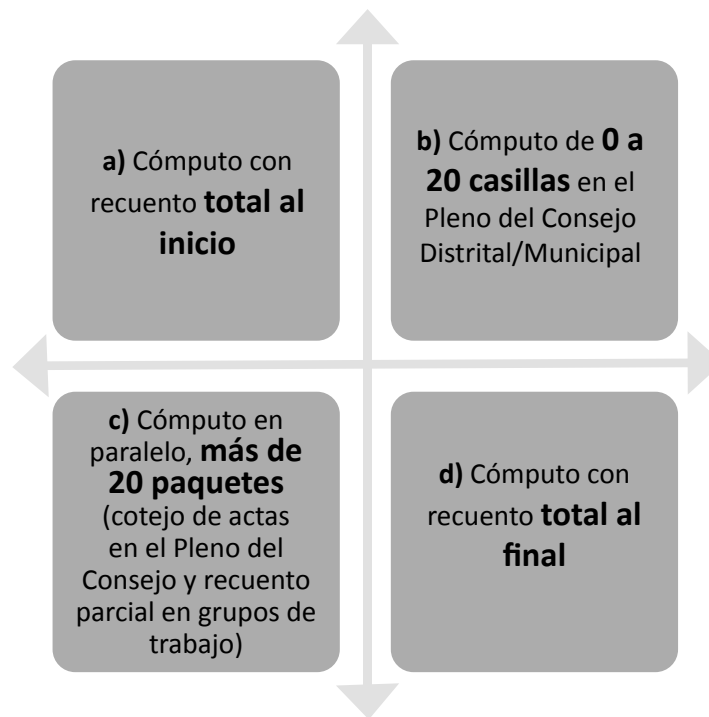 a) Cómputo con
recuento total al
inicio
b) Cómputo de 0 a
20 casillas en el
Pleno del Consejo
Distrital/Municipal
c) Cómputo en
paralelo, más de
20 paquetes
(cotejo de actas
en el Pleno del
Consejo y recuento
parcial en grupos de
trabajo)
d) Cómputo con
recuento total al
final